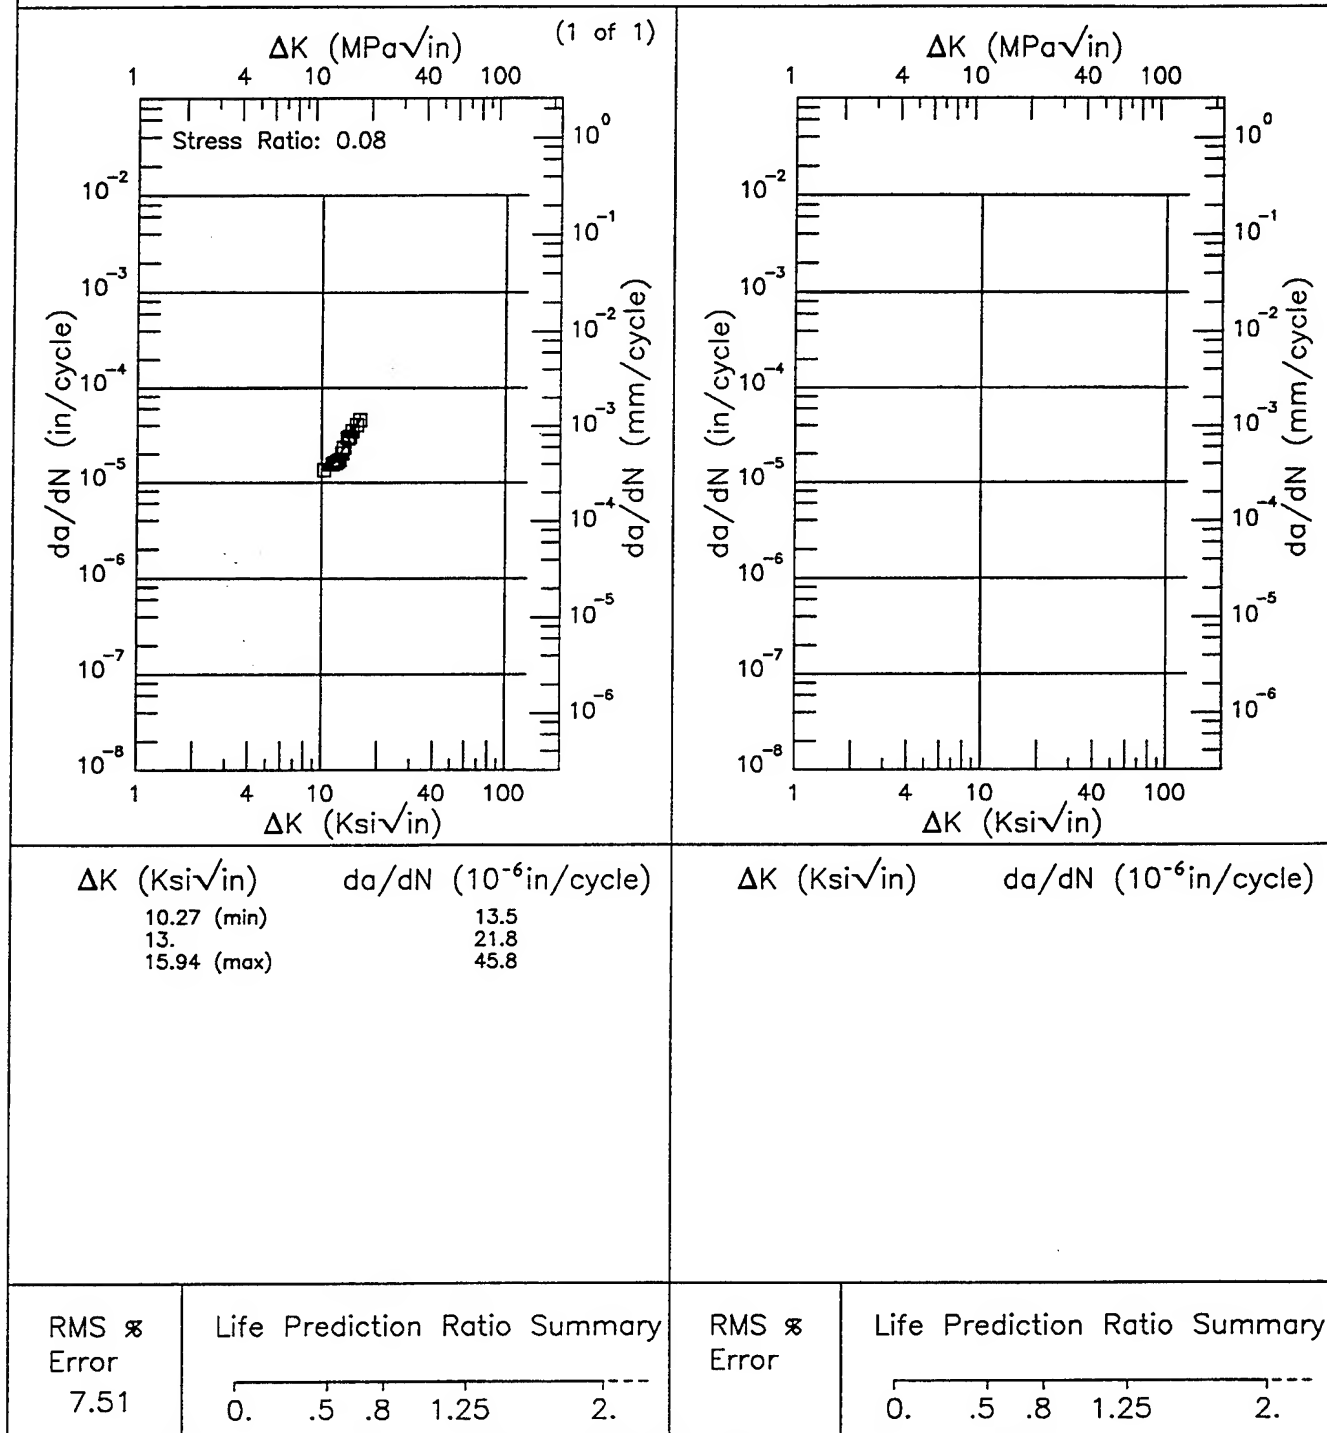 (1 of 1)
ΔK (MPa√in)
1 4 10 40 100
Stress Ratio: 0.08
10⁰
10⁻²
10⁻¹
10⁻³
10⁻²
10⁻⁴
10⁻³
10⁻⁵
10⁻⁴
10⁻⁶
10⁻⁵
10⁻⁷
10⁻⁶
10⁻⁸
da/dN (in/cycle)
da/dN (mm/cycle)
1 4 10 40 100
ΔK (Ksi√in)
ΔK (MPa√in)
1 4 10 40 100
10⁰
10⁻²
10⁻¹
10⁻³
10⁻²
10⁻⁴
10⁻³
10⁻⁵
10⁻⁴
10⁻⁶
10⁻⁵
10⁻⁷
10⁻⁶
10⁻⁸
da/dN (in/cycle)
da/dN (mm/cycle)
1 4 10 40 100
ΔK (Ksi√in)
ΔK (Ksi√in) da/dN (10⁻⁶in/cycle)
10.27 (min) 13.5
13. 21.8
15.94 (max) 45.8
ΔK (Ksi√in) da/dN (10⁻⁶in/cycle)
RMS %
Error
7.51
Life Prediction Ratio Summary
0. .5 .8 1.25 2.
RMS %
Error
Life Prediction Ratio Summary
0. .5 .8 1.25 2.